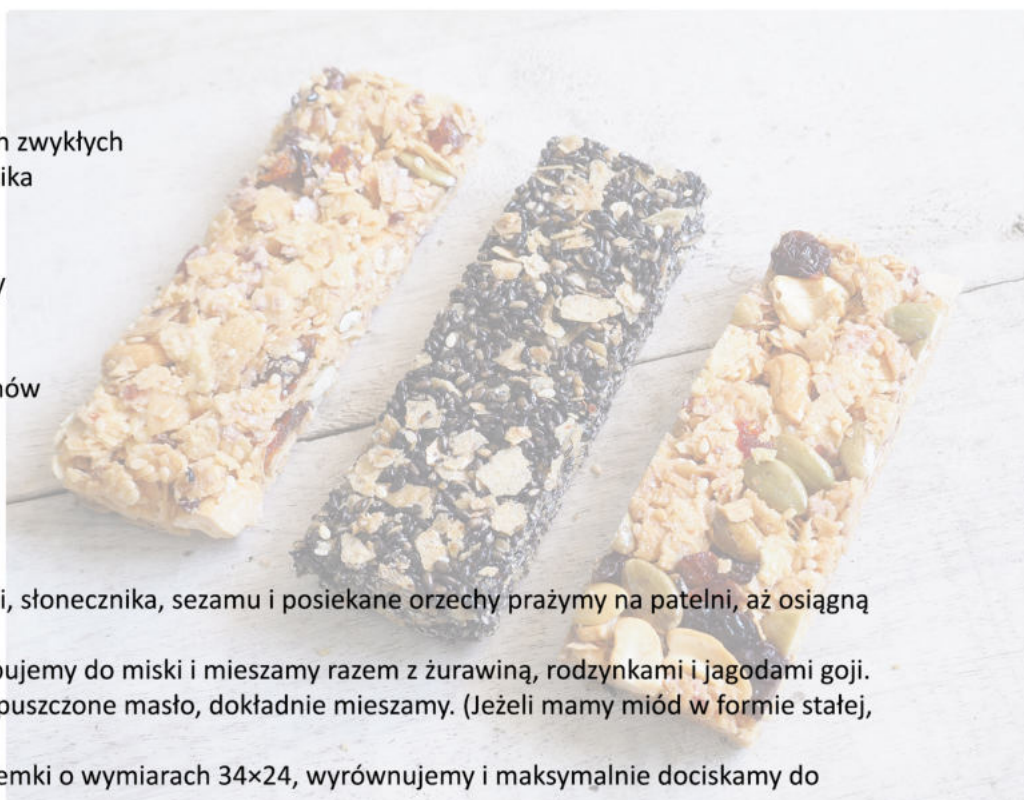 zwykłych
ika
y
nów
i, słonecznika, sezamu i posiekane orzechy prażymy na patelni, aż osiągną
pujemy do miski i mieszamy razem z żurawiną, rodzynkami i jagodami goji.
puszczone masło, dokładnie mieszamy. (Jeżeli mamy miód w formie stałej,
emki o wymiarach 34×24, wyrównujemy i maksymalnie dociskamy do